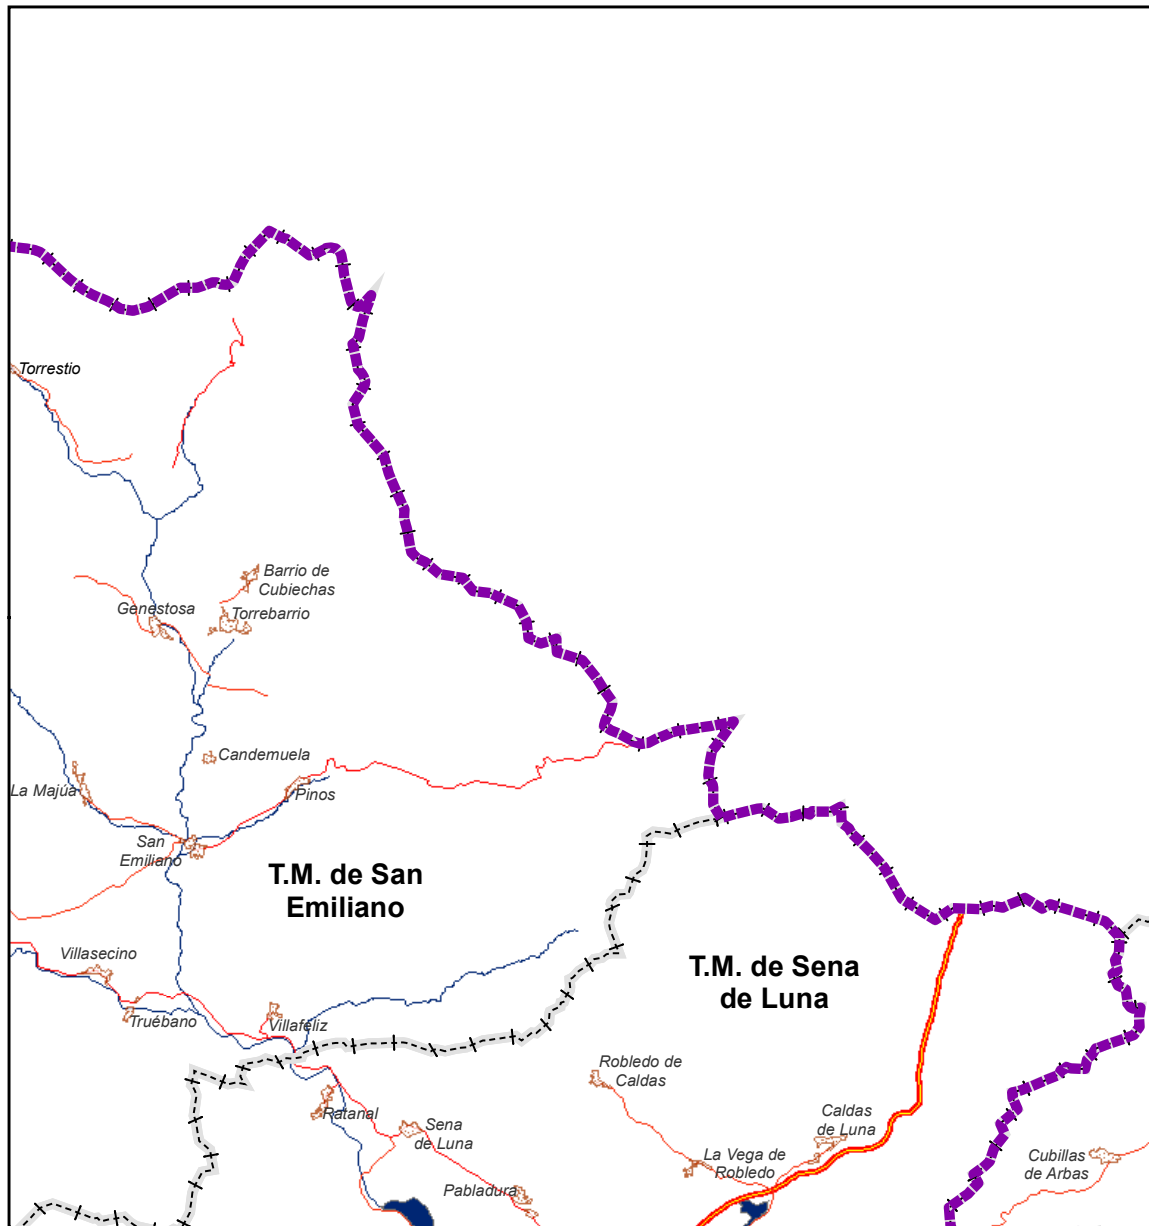 Torrestio
Barrio de
Cubiechas
Genestosa
Torrebarrio
Candemuela
La Majúa
Pinos
San
Emiliano
T.M. de San
Emiliano
Villasecino
T.M. de Sena
de Luna
Truébano
Villafeliz
Robledo de
Caldas
Ratanal
Sena
de Luna
Caldas
de Luna
La Vega de
Robledo
Cubillas
de Arbas
Pabladura